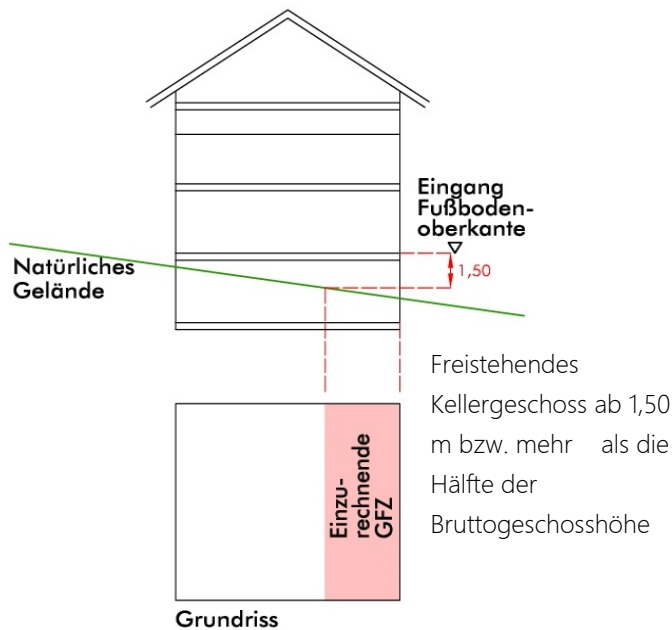 Eingang
Fußboden-
oberkante
1,50
Natürliches
Gelände
Freistehendes
Kellergeschoss ab 1,50
m bzw. mehr als die
Hälfte der
Bruttogeschosshöhe
Einzu-
rechnende
GFZ
Grundriss